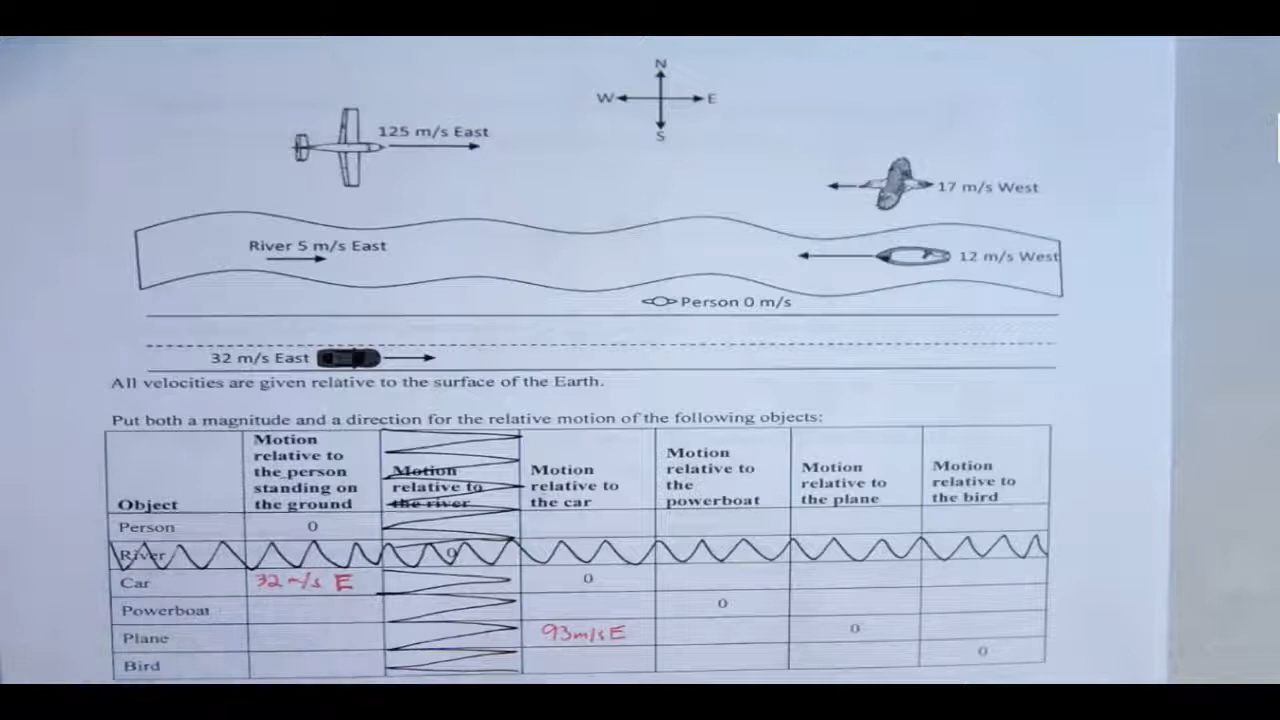 N
W E
S
125 m/s East
17 m/s West
River 5 m/s East
12 m/s West
Person 0 m/s
32 m/s East
All velocities are given relative to the surface of the Earth.
Put both a magnitude and a direction for the relative motion of the following objects:
Object
Motion
relative to
the person
standing on
the ground
Motion
relative to
the river
Motion
relative to
the car
Motion
relative to
the
powerboat
Motion
relative to
the plane
Motion
relative to
the bird
Person 0
River 0
Car 32 m/s E 0
Powerboat 0
Plane 93 m/s E 0
Bird 0